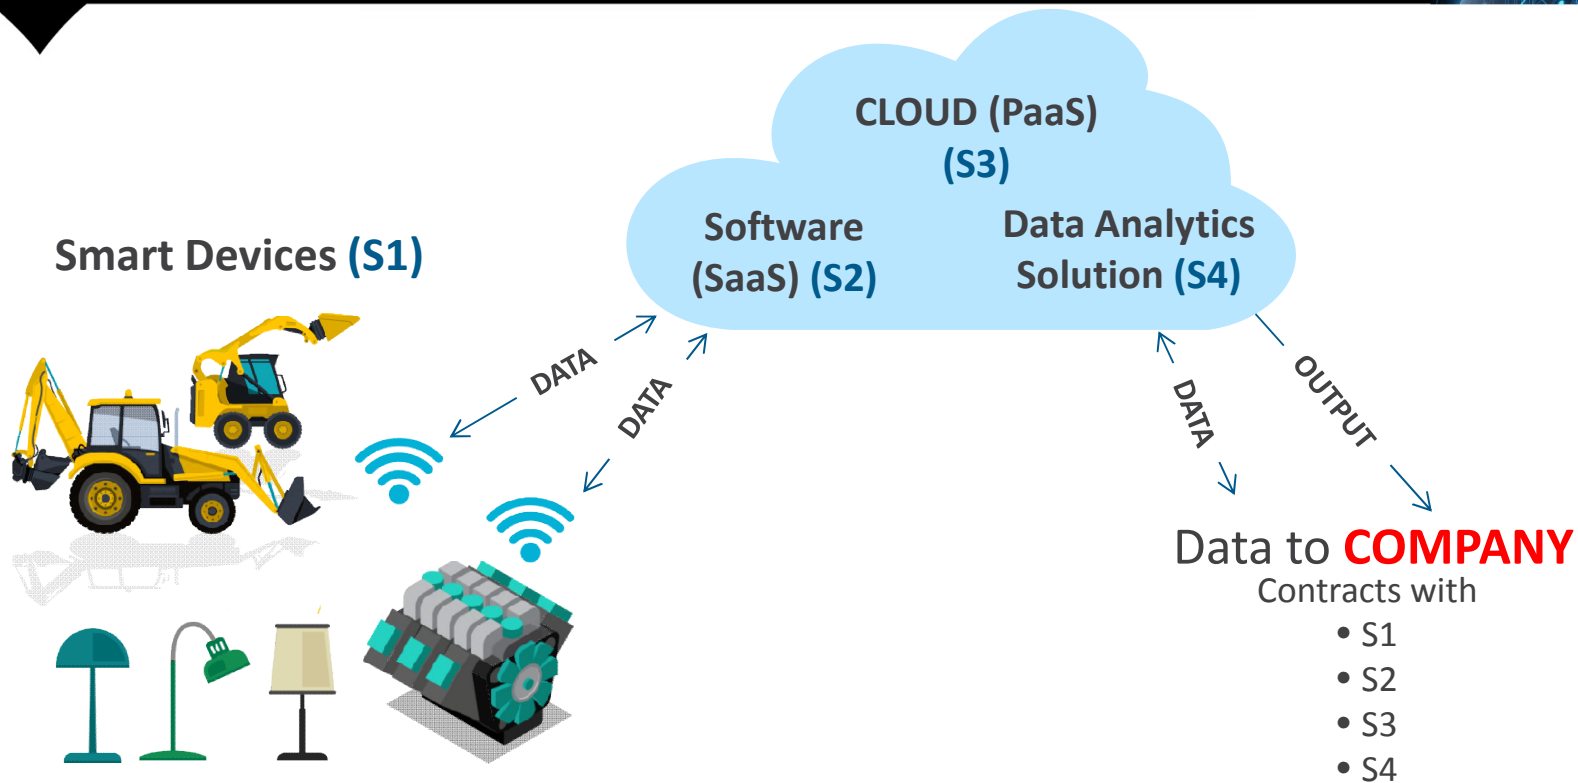 CLOUD (PaaS)
(S3)
Software
(SaaS) (S2)
Data Analytics
Solution (S4)
Smart Devices (S1)
DATA
DATA
DATA
OUTPUT
Data to COMPANY
Contracts with
• S1
• S2
• S3
• S4